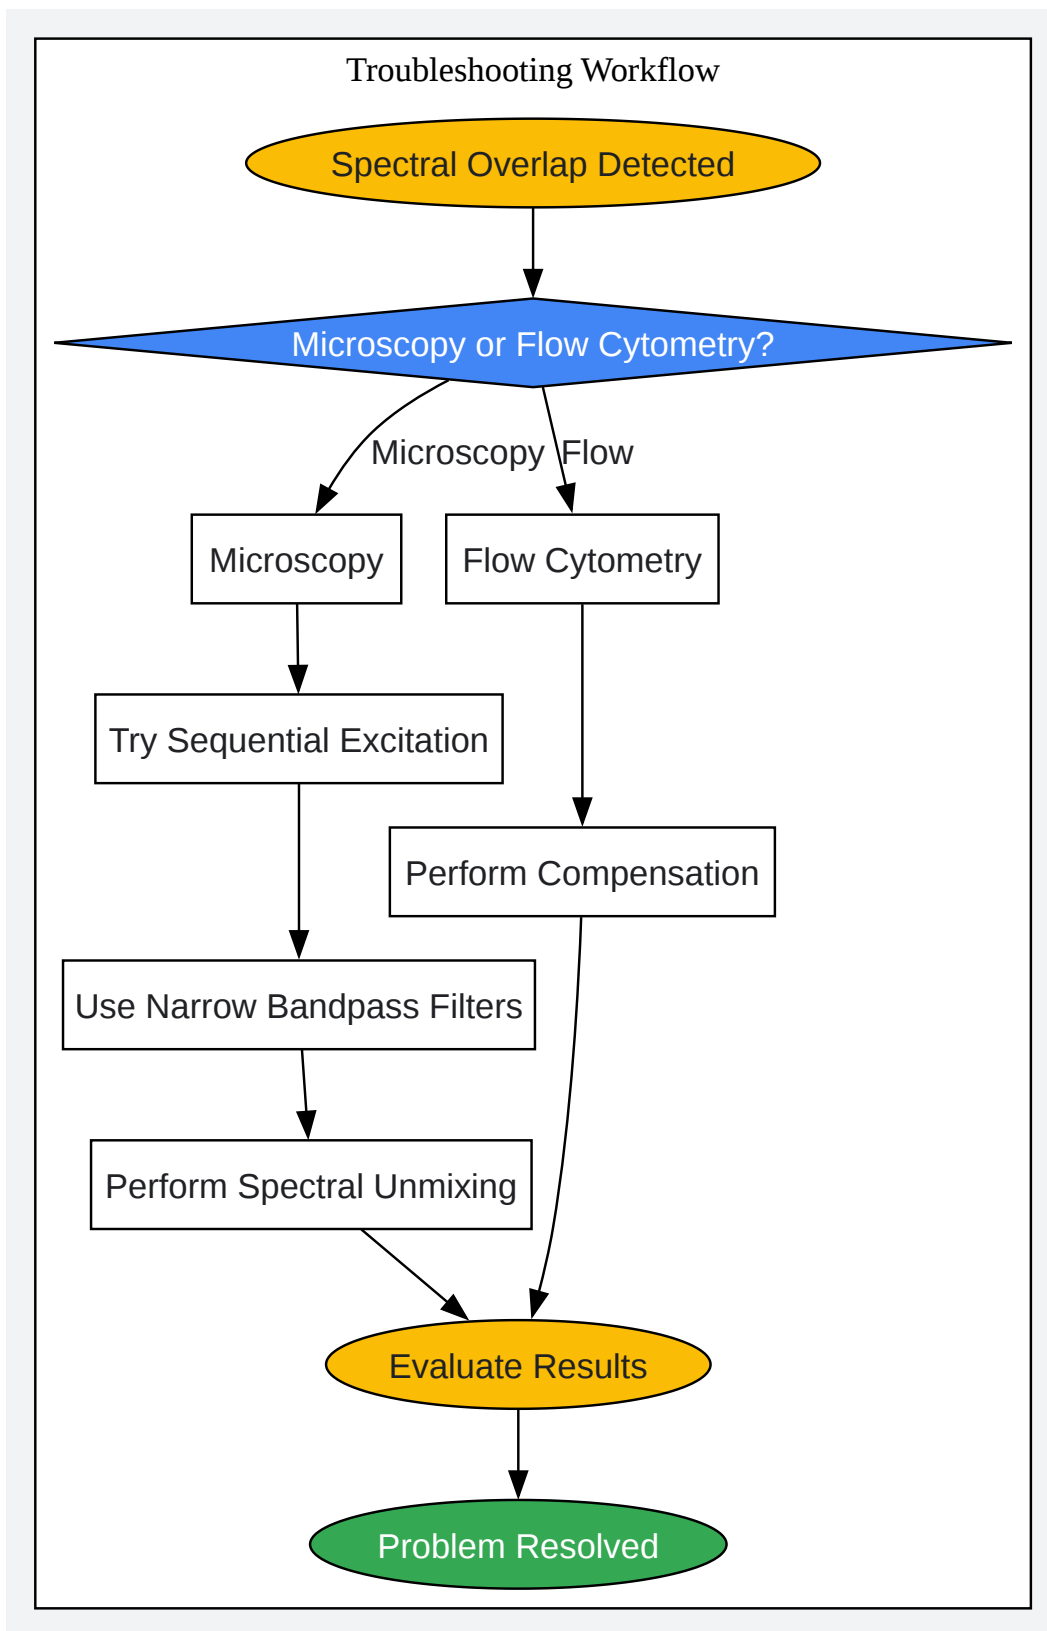 Troubleshooting Workflow
Spectral Overlap Detected
Microscopy or Flow Cytometry?
Microscopy
Flow
Microscopy
Flow Cytometry
Try Sequential Excitation
Perform Compensation
Use Narrow Bandpass Filters
Perform Spectral Unmixing
Evaluate Results
Problem Resolved